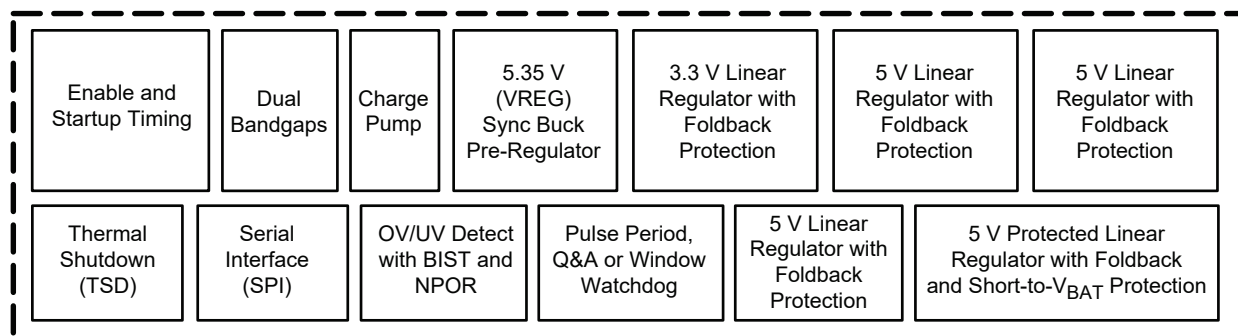 Enable and
Startup Timing
Dual
Bandgaps
Charge
Pump
5.35 V
(VREG)
Sync Buck
Pre-Regulator
3.3 V Linear
Regulator with
Foldback
Protection
5 V Linear
Regulator with
Foldback
Protection
5 V Linear
Regulator with
Foldback
Protection
Thermal
Shutdown
(TSD)
Serial
Interface
(SPI)
OV/UV Detect
with BIST and
NPOR
Pulse Period,
Q&A or Window
Watchdog
5 V Linear
Regulator with
Foldback
Protection
5 V Protected Linear
Regulator with Foldback
and Short-to-VBAT Protection